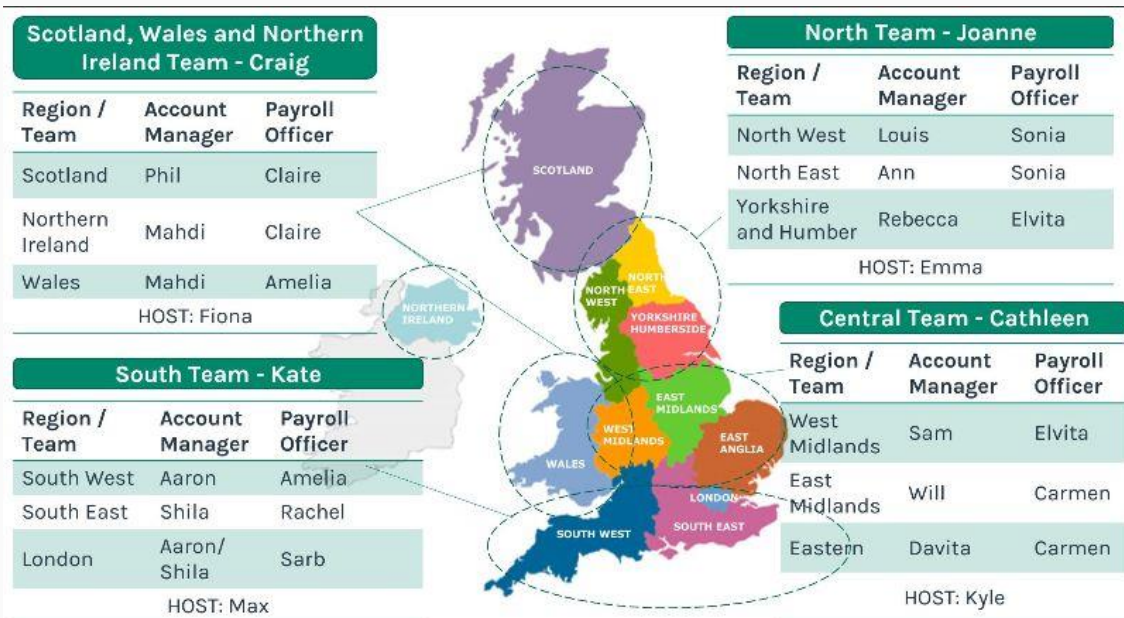 Scotland, Wales and Northern
Ireland Team - Craig
Region / Account Payroll
Team Manager Officer
Scotland Phil Claire
Northern
Ireland Mahdi Claire
Wales Mahdi Amelia
HOST: Fiona
South Team - Kate
Region / Account Payroll
Team Manager Officer
South West Aaron Amelia
South East Shila Rachel
London Aaron/
Shila Sarb
HOST: Max
SCOTLAND
NORTHERN
IRELAND
NORTH
EAST
NORTH
WEST
YORKSHIRE
HUMBERSIDE
EAST
MIDLANDS
WEST
MIDLANDS
EAST
ANGLIA
WALES
LONDON
SOUTH WEST
SOUTH EAST
North Team - Joanne
Region / Account Payroll
Team Manager Officer
North West Louis Sonia
North East Ann Sonia
Yorkshire
and Humber Rebecca Elvita
HOST: Emma
Central Team - Cathleen
Region / Account Payroll
Team Manager Officer
West
Midlands Sam Elvita
East
Midlands Will Carmen
Eastern Davita Carmen
HOST: Kyle